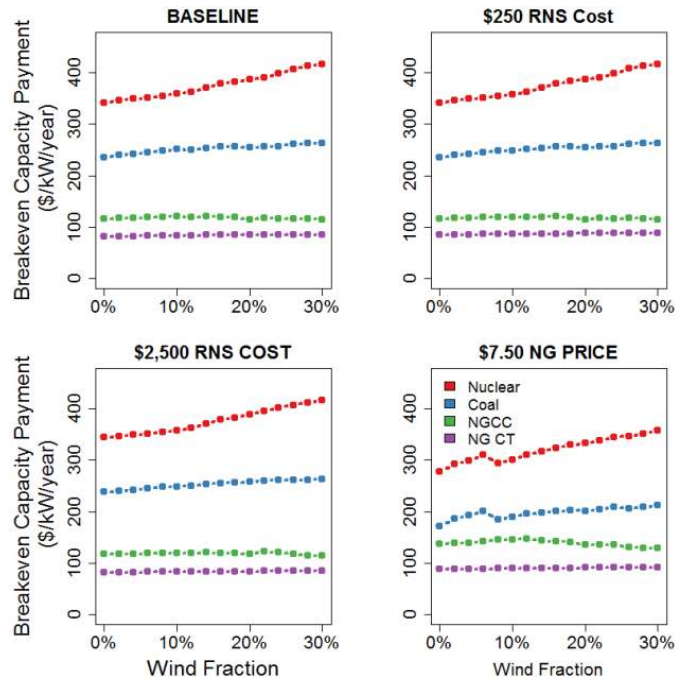 BASELINE
Breakeven Capacity Payment
($/kW/year)
400
300
200
100
0
0% 10% 20% 30%
$250 RNS Cost
400
300
200
100
0
0% 10% 20% 30%
$2,500 RNS COST
Breakeven Capacity Payment
($/kW/year)
400
300
200
100
0
0% 10% 20% 30%
Wind Fraction
$7.50 NG PRICE
Nuclear
Coal
NGCC
NG CT
400
300
200
100
0
0% 10% 20% 30%
Wind Fraction